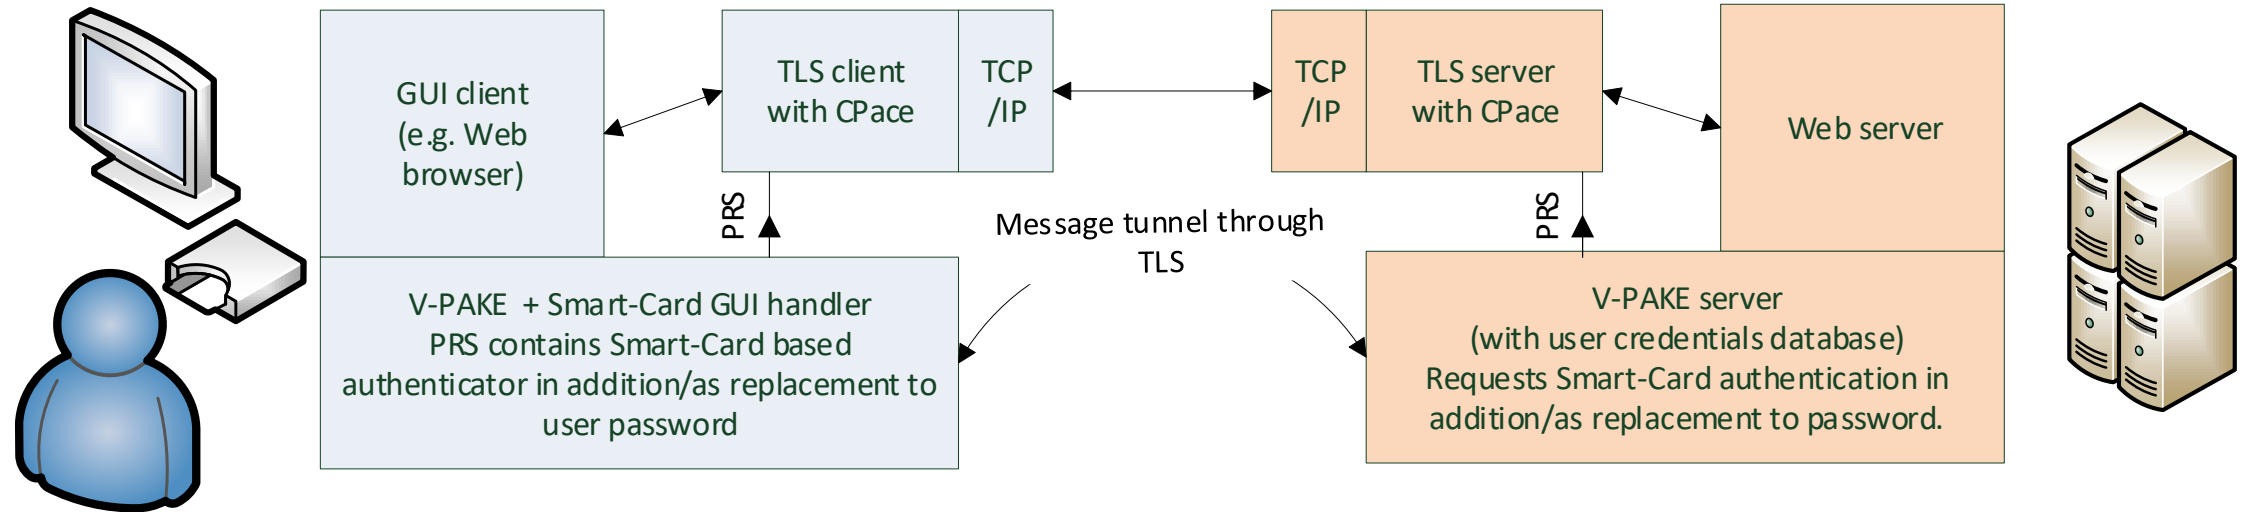 GUI client
(e.g. Web
browser)
TLS client
with CPace
TCP
/IP
TCP
/IP
TLS server
with CPace
Web server
PRS
Message tunnel through
TLS
PRS
V-PAKE + Smart-Card GUI handler
PRS contains Smart-Card based
authenticator in addition/as replacement to
user password
V-PAKE server
(with user credentials database)
Requests Smart-Card authentication in
addition/as replacement to password.